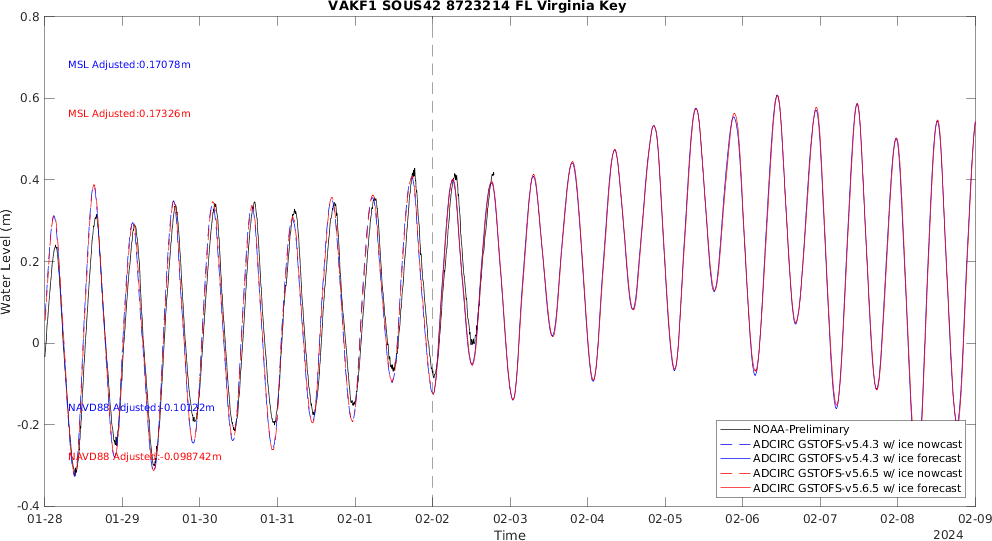 VAKF1 SOUS42 8723214 FL Virginia Key
0.8
0.6
0.4
0.2
0
-0.2
-0.4
Water Level (m)
MSL Adjusted:0.17078m
MSL Adjusted:0.17326m
NAVD88 Adjusted:-0.10122m
NAVD88 Adjusted:-0.098742m
NOAA-Preliminary
ADCIRC GSTOFS-v5.4.3 w/ ice nowcast
ADCIRC GSTOFS-v5.4.3 w/ ice forecast
ADCIRC GSTOFS-v5.6.5 w/ ice nowcast
ADCIRC GSTOFS-v5.6.5 w/ ice forecast
01-28 01-29 01-30 01-31 02-01 02-02 02-03 02-04 02-05 02-06 02-07 02-08 02-09
Time
2024